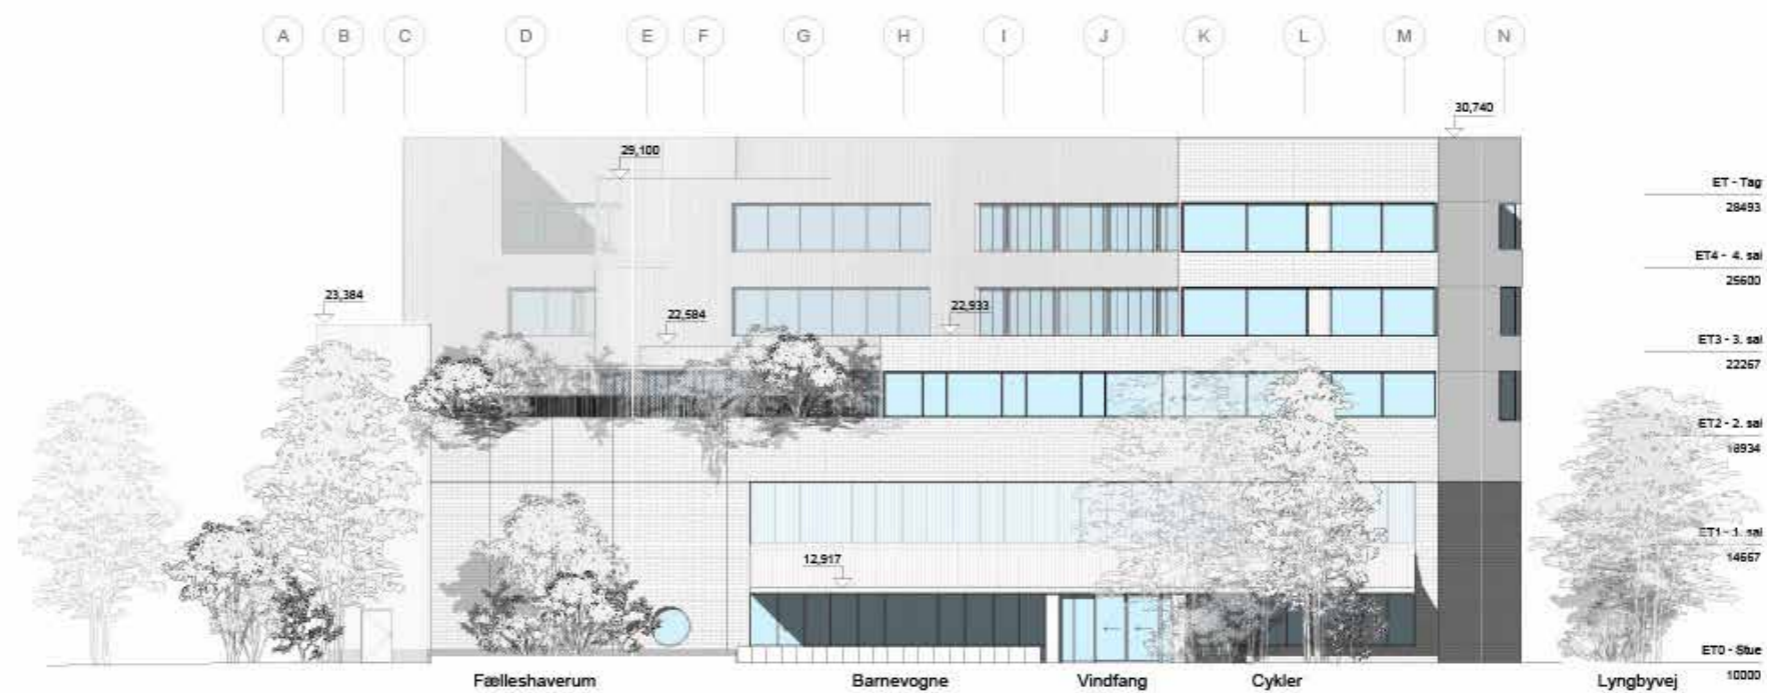 A B C D E F G H I J K L M N
30,740
29,100
ET - Tag
28493
ET4 - 4. sal
25600
23,384
22,584
22,933
ET3 - 3. sal
22267
ET2 - 2. sal
18934
ET1 - 1. sal
14667
12,917
ET0 - Stue
10000
Fælleshaverum Barnevogne Vindfang Cykler Lyngbyvej